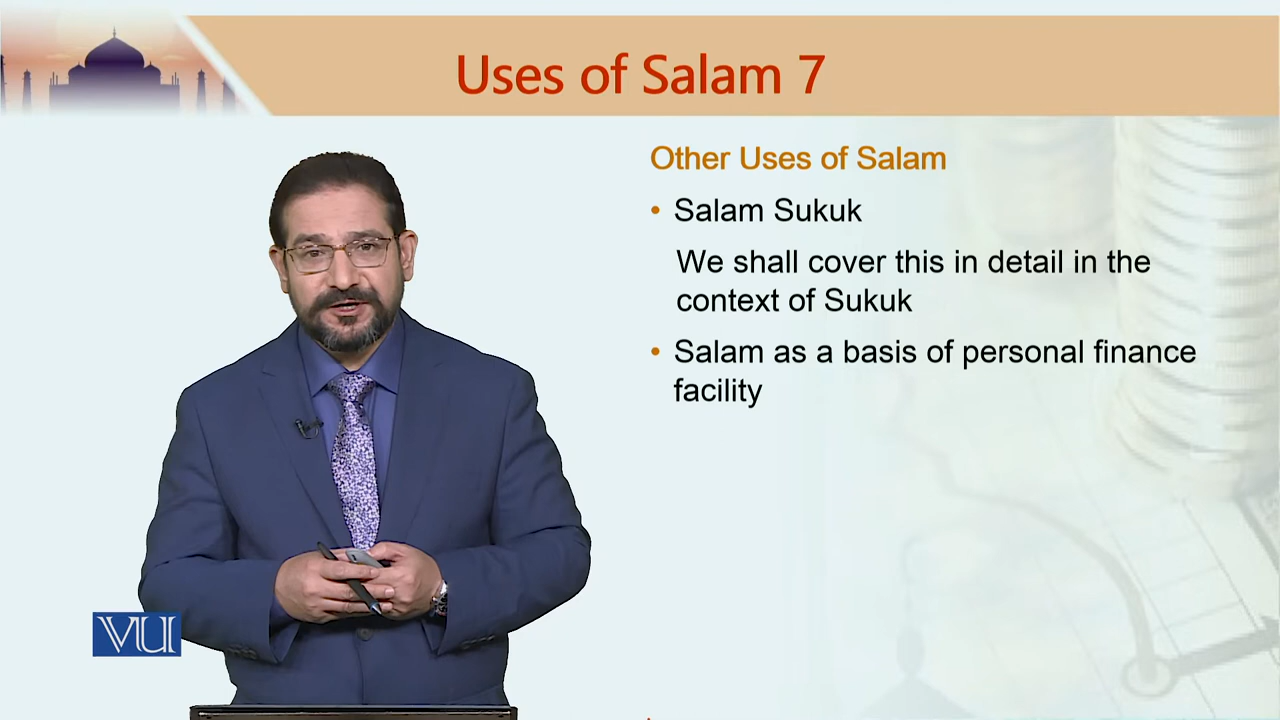 Uses of Salam 7
Other Uses of Salam
• Salam Sukuk
We shall cover this in detail in the
context of Sukuk
• Salam as a basis of personal finance
facility
VU